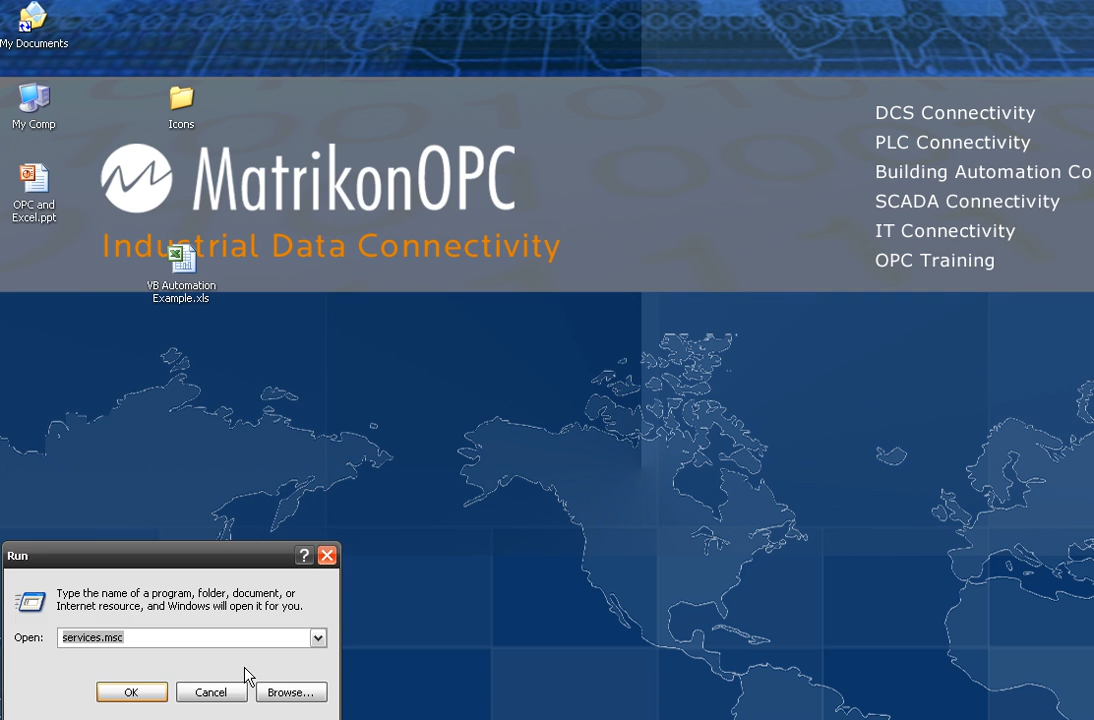 My Documents
My Comp
Icons
OPC and
Excel.ppt
MatrikonOPC
Industrial Data Connectivity
VB Automation
Example.xls
DCS Connectivity
PLC Connectivity
Building Automation Co
SCADA Connectivity
IT Connectivity
OPC Training
Run
?
Type the name of a program, folder, document, or
Internet resource, and Windows will open it for you.
Open: services.msc
OK Cancel Browse...